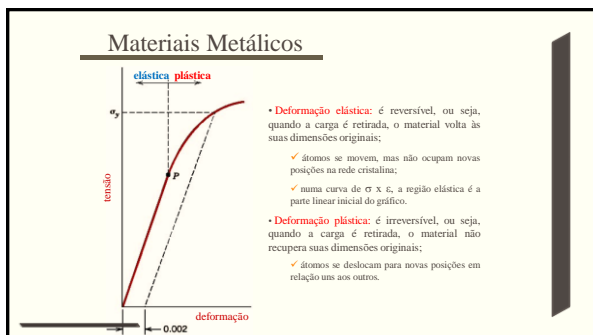 Materiais Metálicos
elástica plástica
σy
P
tensão
deformação
0.002
• Deformação elástica: é reversível, ou seja,
quando a carga é retirada, o material volta às
suas dimensões originais;
✓ átomos se movem, mas não ocupam novas
posições na rede cristalina;
✓ numa curva de σ x ε, a região elástica é a
parte linear inicial do gráfico.
• Deformação plástica: é irreversível, ou seja,
quando a carga é retirada, o material não
recupera suas dimensões originais;
✓ átomos se deslocam para novas posições em
relação uns aos outros.